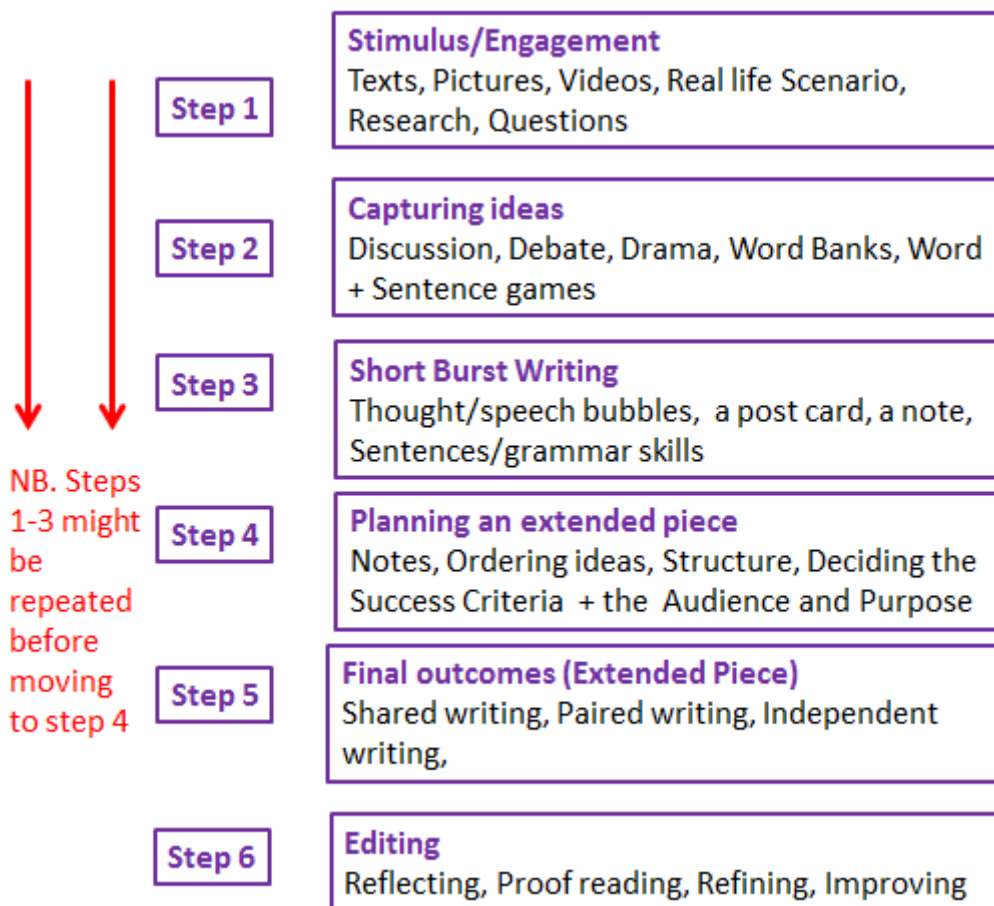 Stimulus/Engagement
Texts, Pictures, Videos, Real life Scenario,
Research, Questions
Step 1
Capturing ideas
Discussion, Debate, Drama, Word Banks, Word
+ Sentence games
Step 2
Short Burst Writing
Thought/speech bubbles, a post card, a note,
Sentences/grammar skills
Step 3
NB. Steps
1-3 might
be
repeated
before
moving
to step 4
Planning an extended piece
Notes, Ordering ideas, Structure, Deciding the
Success Criteria + the Audience and Purpose
Step 4
Final outcomes (Extended Piece)
Shared writing, Paired writing, Independent
writing,
Step 5
Editing
Reflecting, Proof reading, Refining, Improving
Step 6